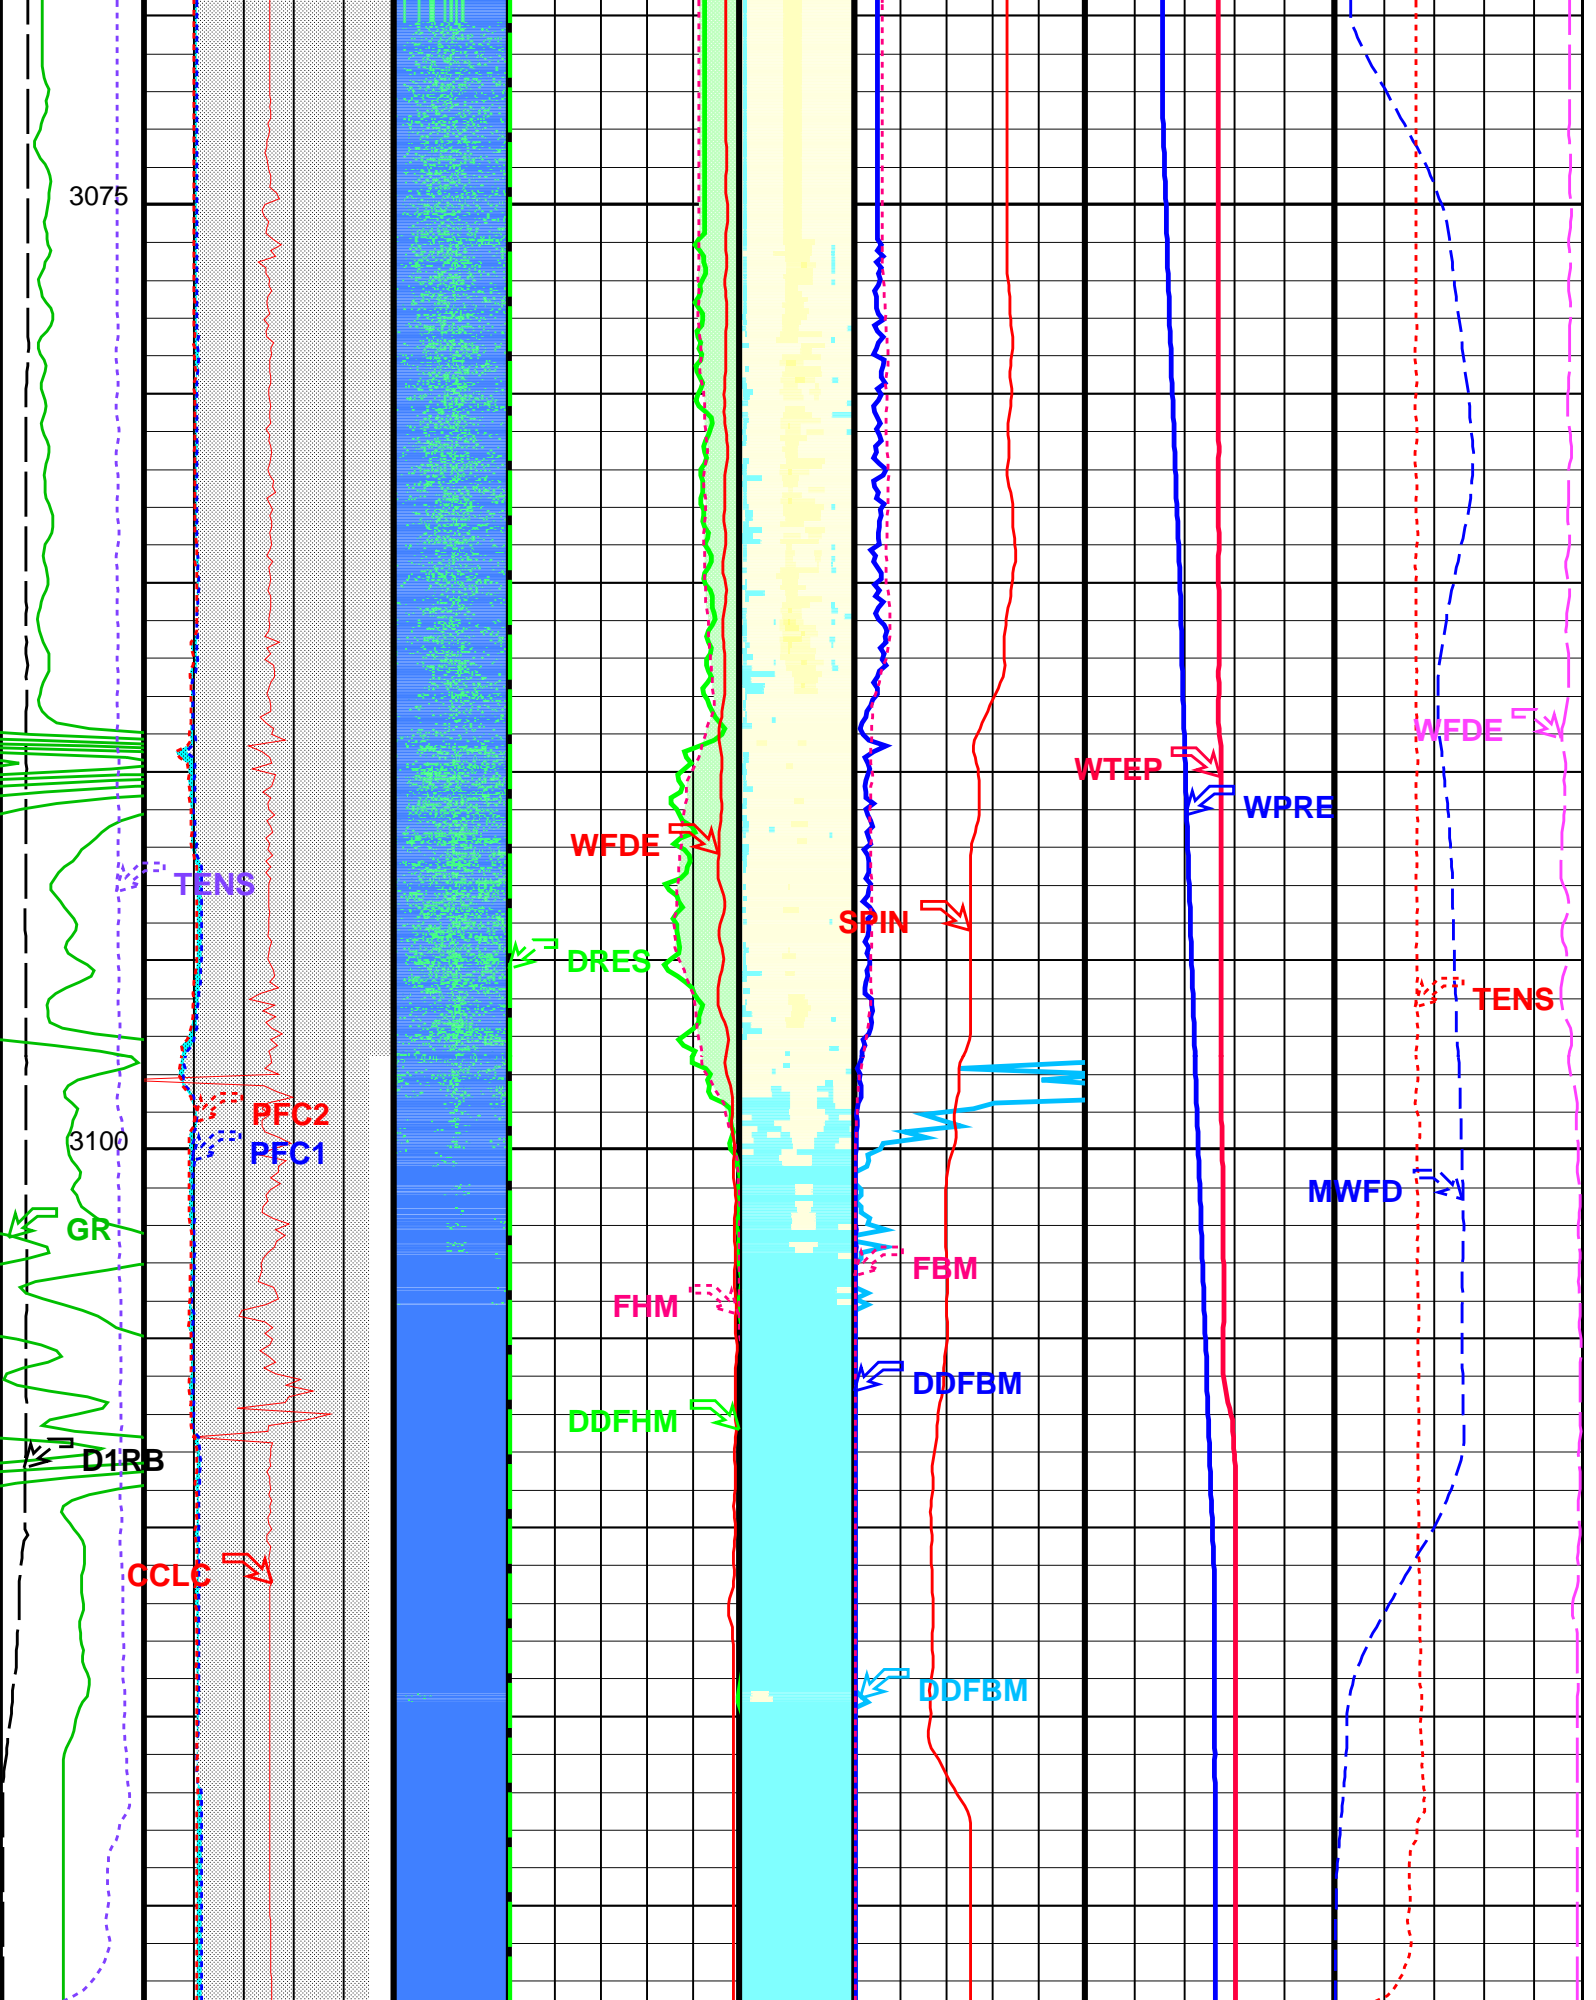 3075
WFDE
WTEP
WPRE
WFDE
TENS
SPIN
DRES
TENS
PFC2
3100
PFC1
MWFD
GR
FBM
FHM
DDFBM
DDFHM
D1RB
CCLC
DDFBM